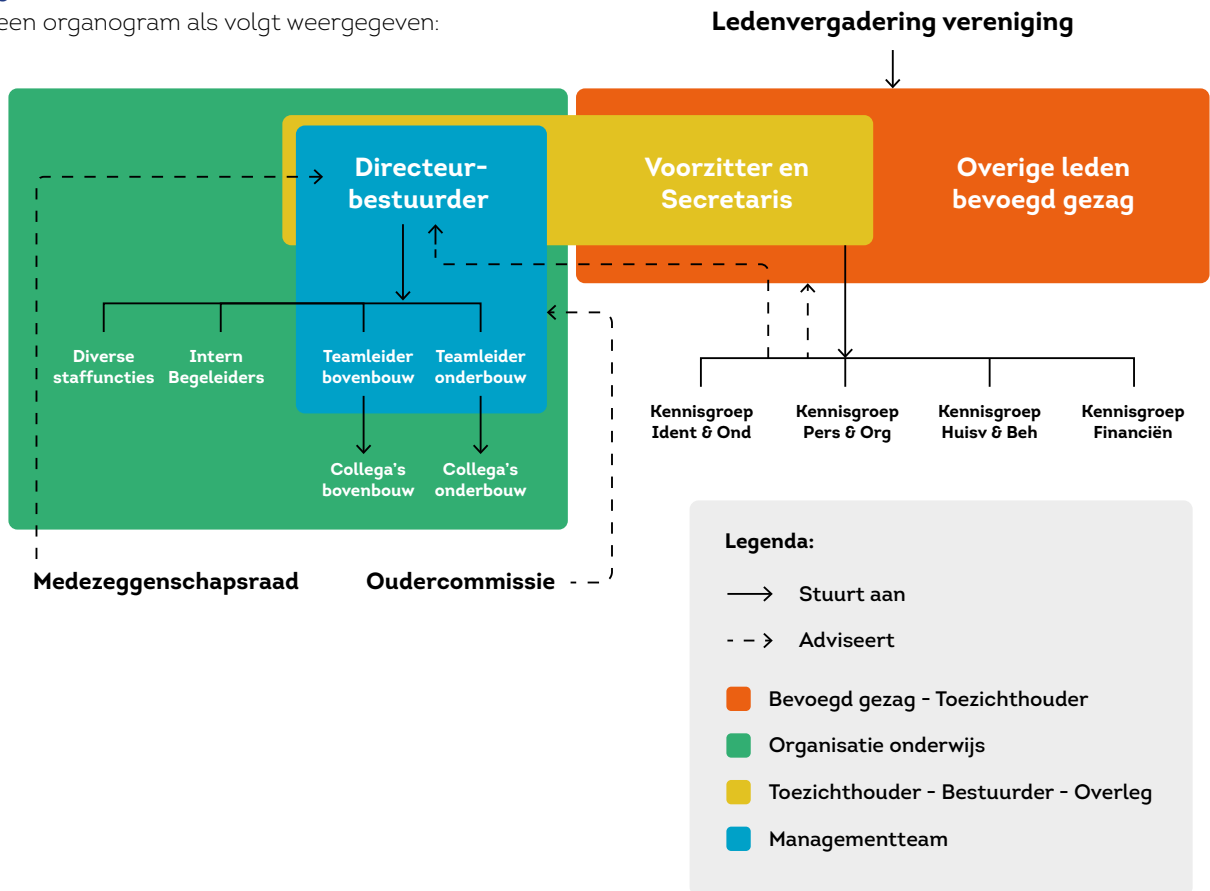 een organogram als volgt weergegeven:
Ledenvergadering vereniging
Directeur-
bestuurder
Voorzitter en
Secretaris
Overige leden
bevoegd gezag
Diverse
staffuncties
Intern
Begeleiders
Teamleider
bovenbouw
Teamleider
onderbouw
Collega's
bovenbouw
Collega's
onderbouw
Kennisgroep
Ident & Ond
Kennisgroep
Pers & Org
Kennisgroep
Huisv & Beh
Kennisgroep
Financiën
Medezeggenschapsraad
Oudercommissie
Legenda:
Stuurt aan
Adviseert
Bevoegd gezag - Toezichthouder
Organisatie onderwijs
Toezichthouder - Bestuurder - Overleg
Managementteam